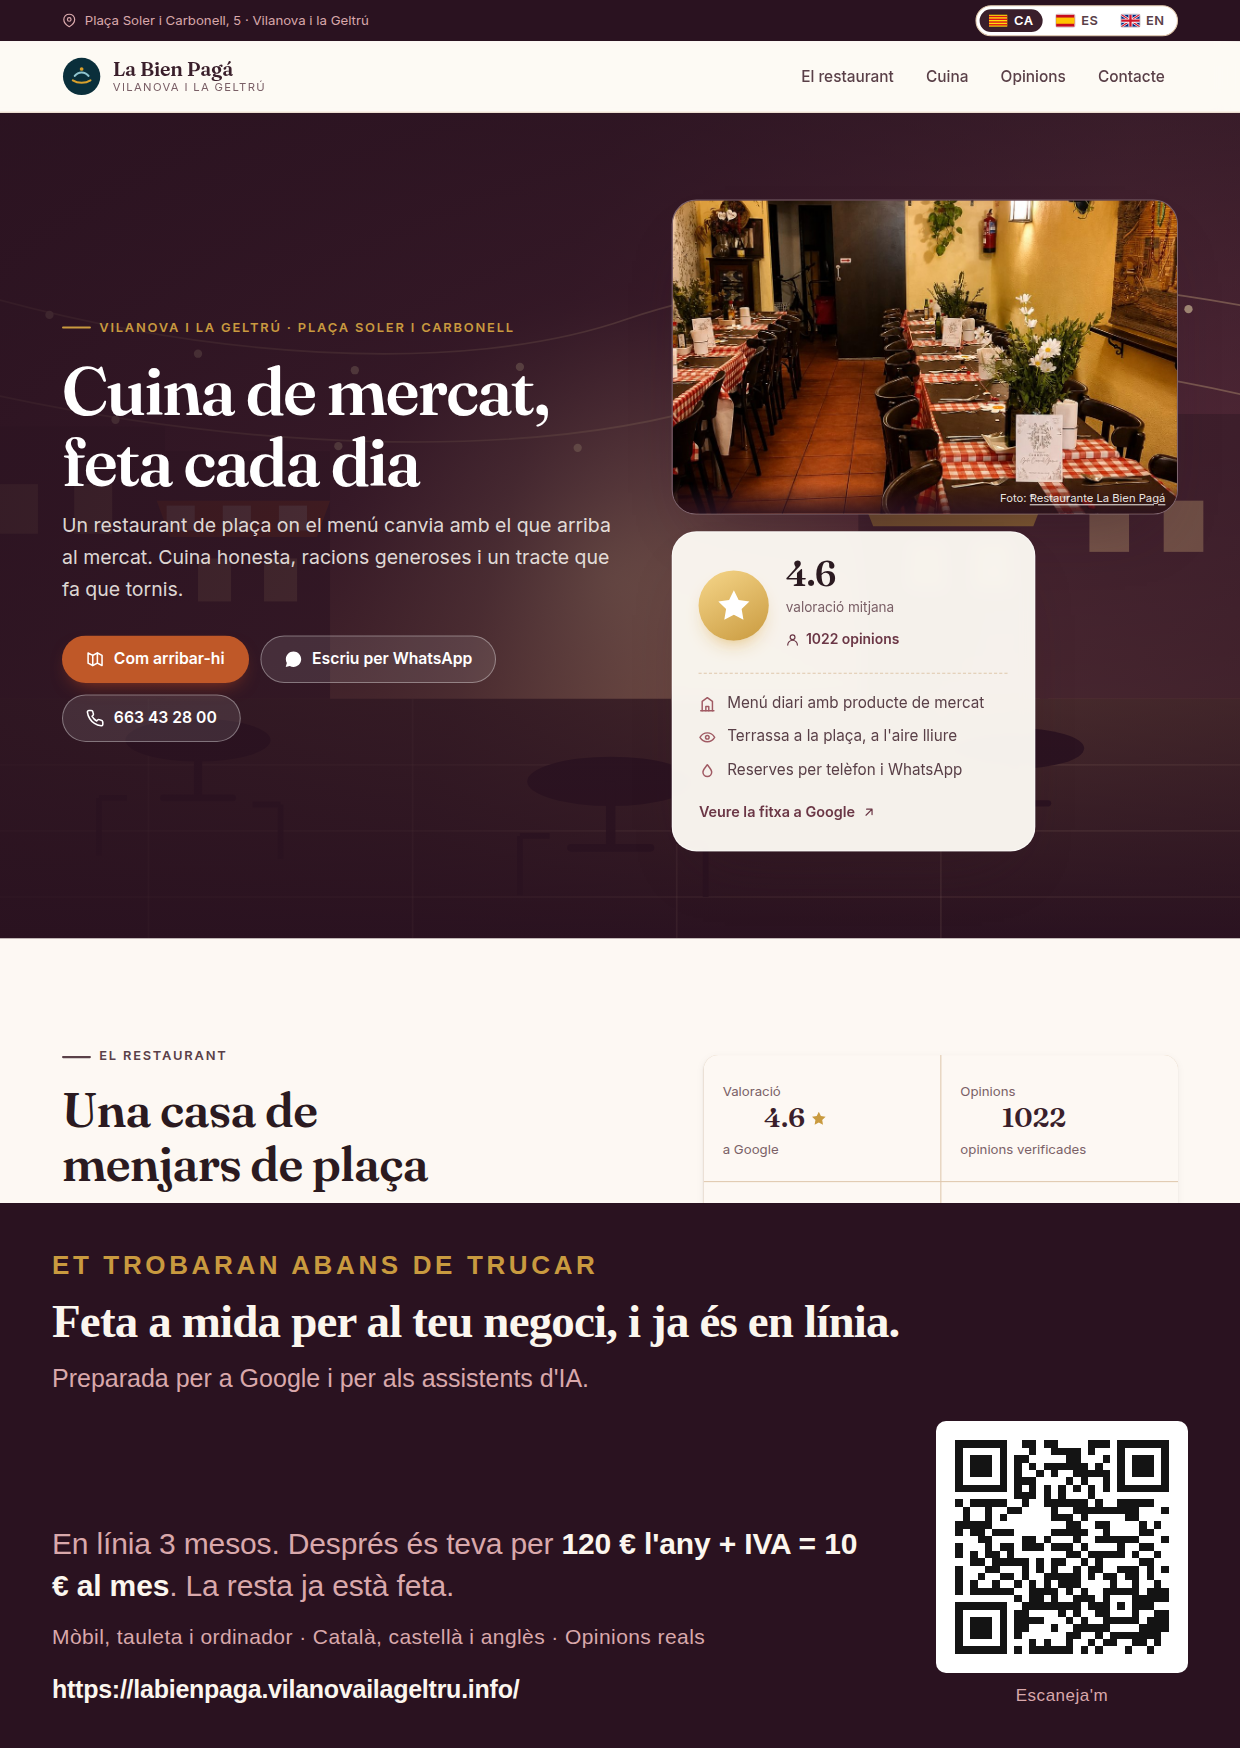 Plaça Soler i Carbonell, 5 · Vilanova i la Geltrú
CA ES EN
La Bien Pagá
VILANOVA I LA GELTRÚ
El restaurant Cuina Opinions Contacte
VILANOVA I LA GELTRÚ · PLAÇA SOLER I CARBONELL
Cuina de mercat,
feta cada dia
Un restaurant de plaça on el menú canvia amb el que arriba
al mercat. Cuina honesta, racions generoses i un tracte que
fa que tornis.
Com arribar-hi
Escriu per WhatsApp
663 43 28 00
Foto: Restaurante La Bien Pagá
4.6
valoració mitjana
1022 opinions
Menú diari amb producte de mercat
Terrassa a la plaça, a l'aire lliure
Reserves per telèfon i WhatsApp
Veure la fitxa a Google
EL RESTAURANT
Una casa de
menjars de plaça
Valoració
4.6
a Google
Opinions
1022
opinions verificades
ET TROBARAN ABANS DE TRUCAR
Feta a mida per al teu negoci, i ja és en línia.
Preparada per a Google i per als assistents d'IA.
En línia 3 mesos. Després és teva per 120 € l'any + IVA = 10
€ al mes. La resta ja està feta.
Mòbil, tauleta i ordinador · Català, castellà i anglès · Opinions reals
https://labienpaga.vilanovailageltru.info/
Escaneja'm